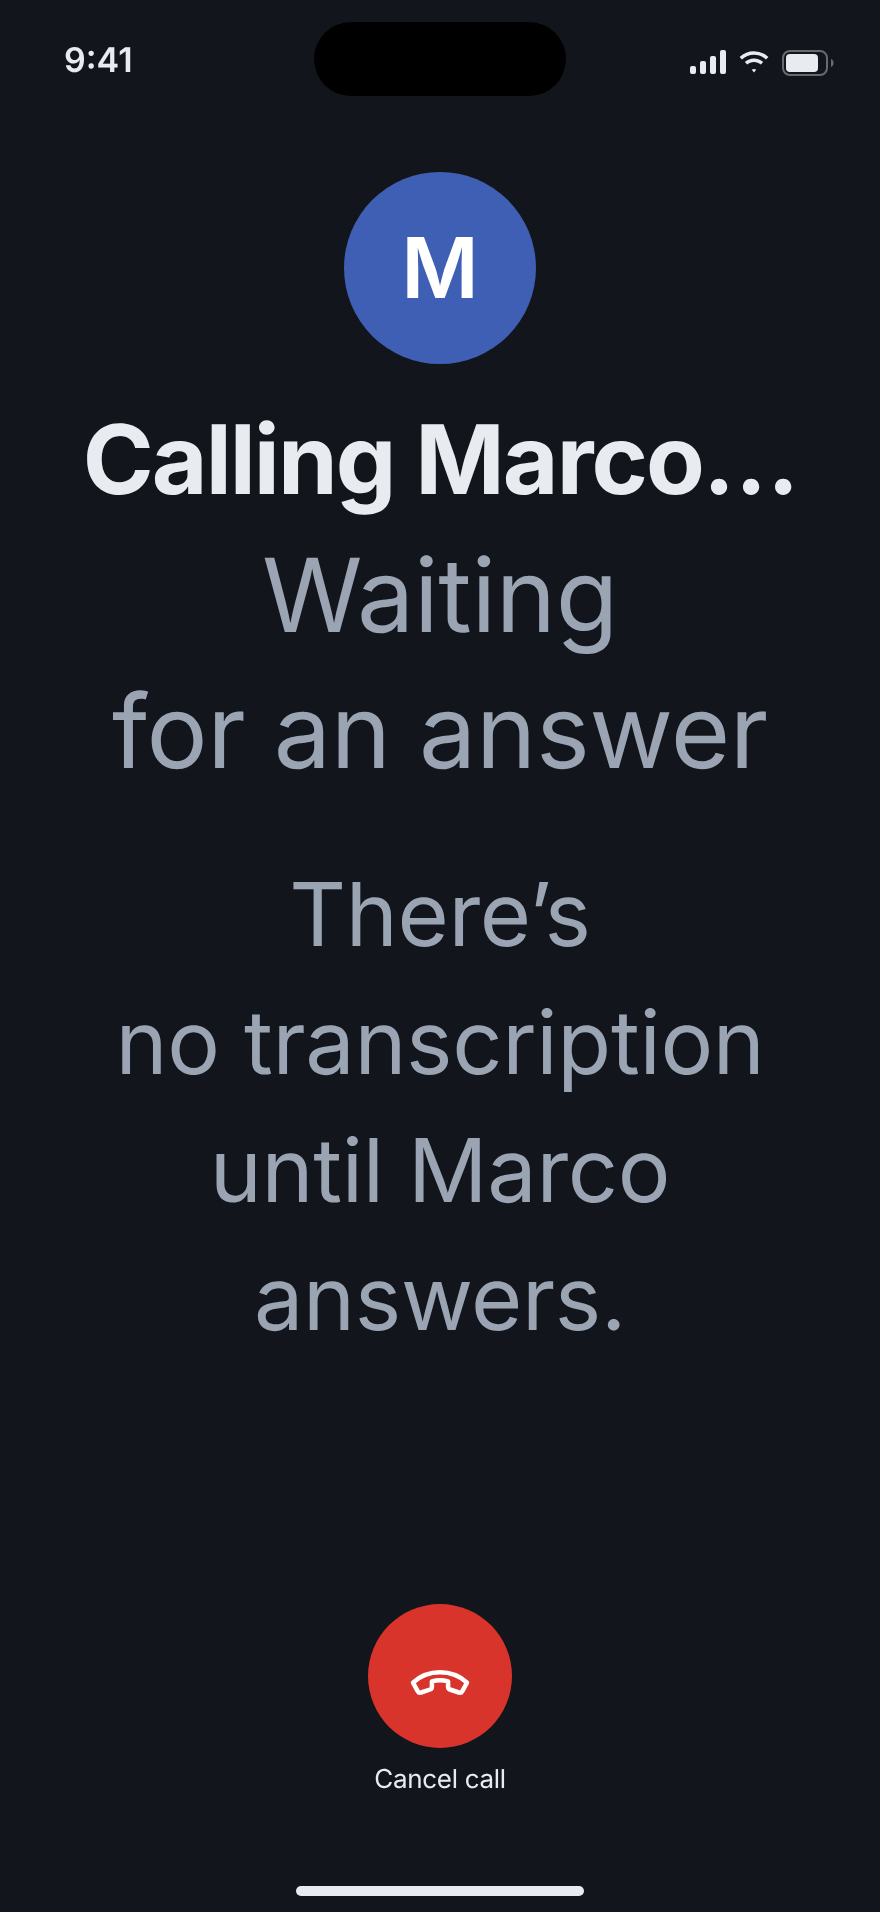 9:41
M
Calling Marco…
Waiting
for an answer
There’s
no transcription
until Marco
answers.
Cancel call